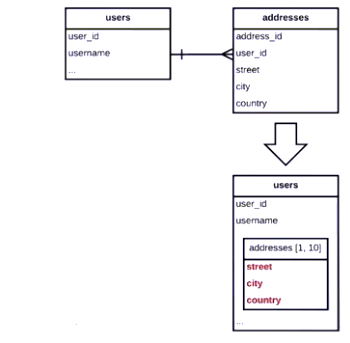 users
user_id
username
...
addresses
address_id
user_id
street
city
country
users
user_id
username
addresses [1, 10]
street
city
country
...